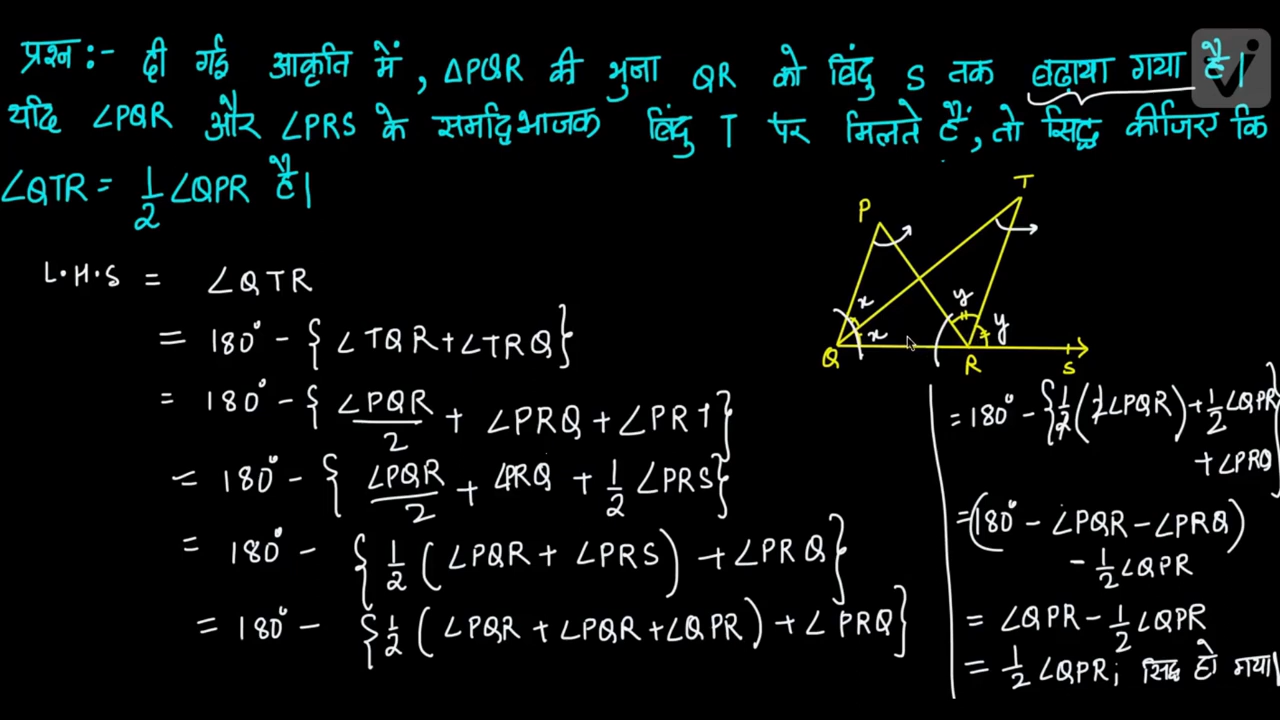 प्रश्न :- दी गई आकृति में, ΔPQR की भुजा QR को बिंदु S तक बढ़ाया गया है।
यदि ∠PQR और ∠PRS के समद्विभाजक बिंदु T पर मिलते हैं, तो सिद्ध कीजिए कि
∠QTR = 1/2 ∠QPR है।
P
T
x
x
y
y
Q
R
S
L.H.S = ∠QTR
= 180° - {∠TQR + ∠TRQ}
= 180° - {∠PQR/2 + ∠PRQ + ∠PRT}
= 180° - {∠PQR/2 + ∠PRQ + 1/2 ∠PRS}
= 180° - {1/2 (∠PQR + ∠PRS) + ∠PRQ}
= 180° - {1/2 (∠PQR + ∠PQR + ∠QPR) + ∠PRQ}
= 180° - {1/2 (2∠PQR) + 1/2 ∠QPR
+ ∠PRQ}
= (180° - ∠PQR - ∠PRQ)
- 1/2 ∠QPR
= ∠QPR - 1/2 ∠QPR
= 1/2 ∠QPR; सिद्ध हो गया।